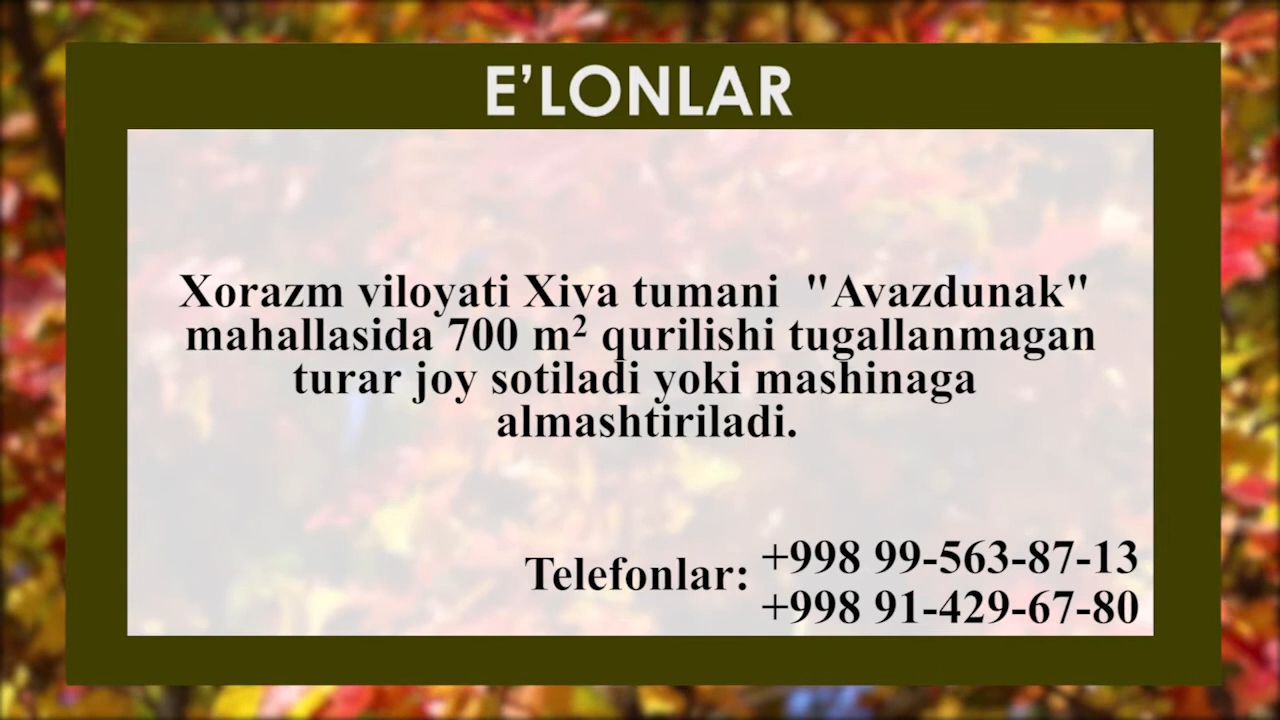 E’LONLAR
Xorazm viloyati Xiva tumani "Avazdunak"
mahallasida 700 m² qurilishi tugallanmagan
turar joy sotiladi yoki mashinaga
almashtiriladi.
Telefonlar: +998 99-563-87-13
+998 91-429-67-80